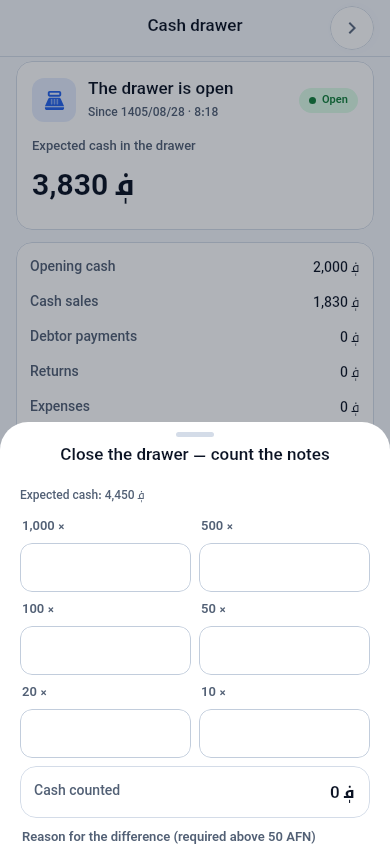 Cash drawer
The drawer is open
Since 1405/08/28 · 8:18
Open
Expected cash in the drawer
3,830 ؋
Opening cash 2,000 ؋
Cash sales 1,830 ؋
Debtor payments 0 ؋
Returns 0 ؋
Expenses 0 ؋
Close the drawer — count the notes
Expected cash: 4,450 ؋
1,000 × 500 ×
100 × 50 ×
20 × 10 ×
Cash counted 0 ؋
Reason for the difference (required above 50 AFN)